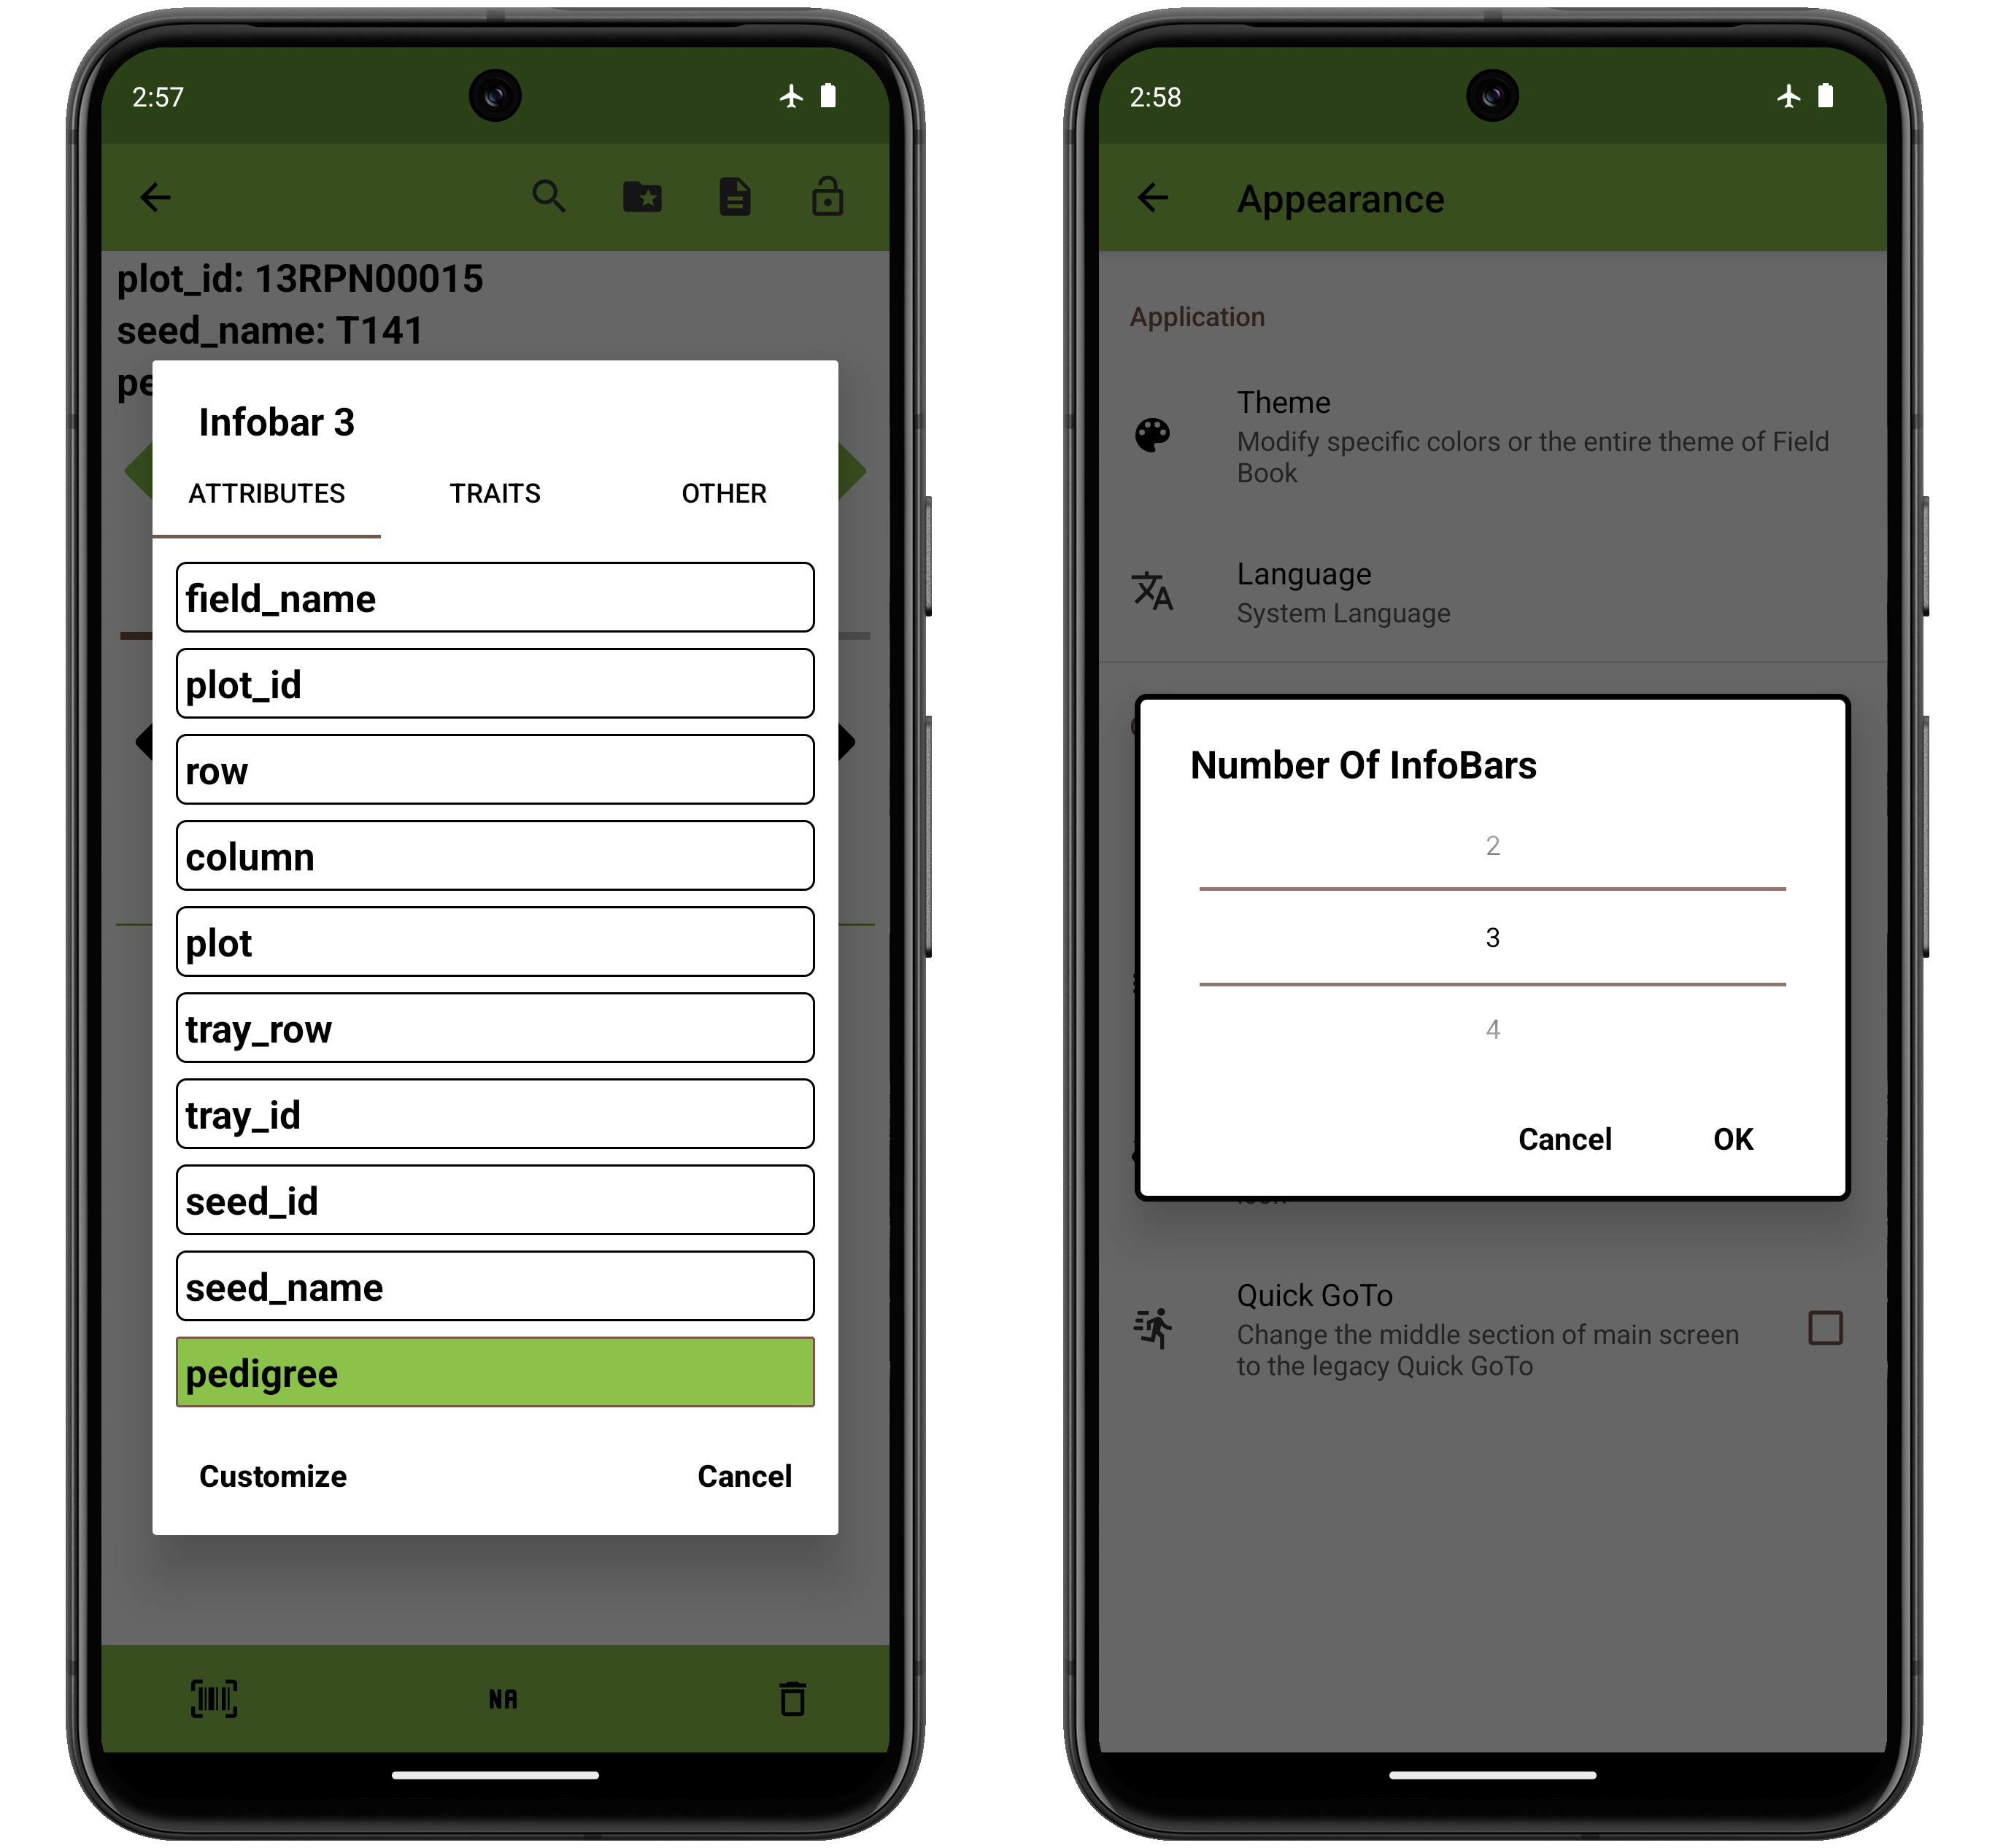 2:57
plot_id: 13RPN00015
seed_name: T141
pe
Infobar 3
ATTRIBUTES TRAITS OTHER
field_name
plot_id
row
column
plot
tray_row
tray_id
seed_id
seed_name
pedigree
Customize Cancel
NA
2:58
Appearance
Application
Theme
Modify specific colors or the entire theme of Field
Book
Language
System Language
Number Of InfoBars
2
3
4
Cancel OK
Quick GoTo
Change the middle section of main screen
to the legacy Quick GoTo